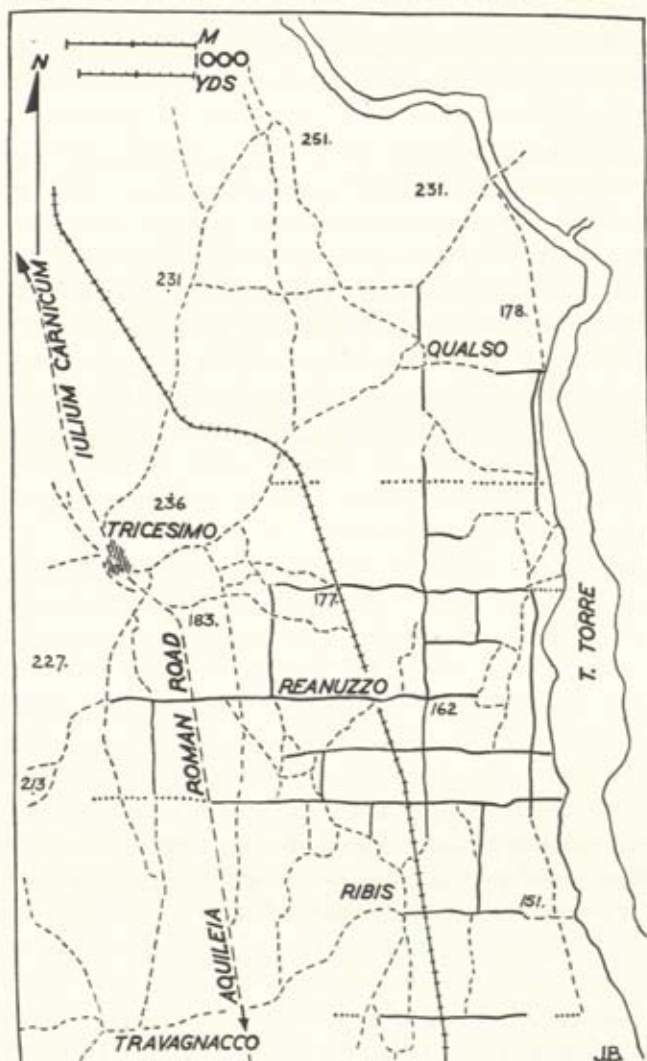 M
1000
N
YDS
251.
231.
231
178.
IULIUM CARNICUM
QUALSO
236
TRICESIMO
177.
183.
227.
REANUZZO
T. TORRE
162
ROMAN ROAD
213
RIBIS
151.
AQUILEIA
TRAVAGNACCO
J.B.